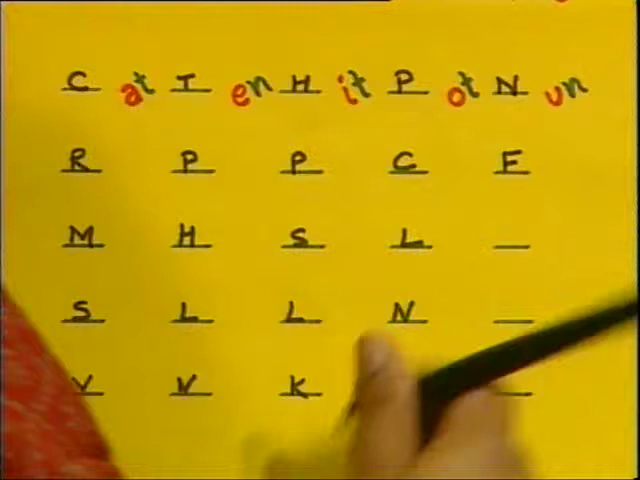 C at T en H it P ot N un
R P P C F
M H S L
S L L N
V V K